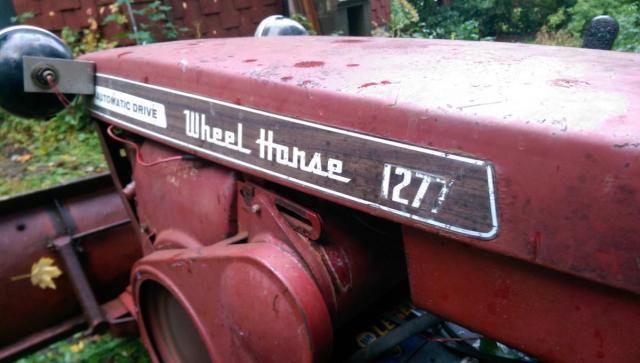 AUTOMATIC DRIVE
Wheel Horse
1277